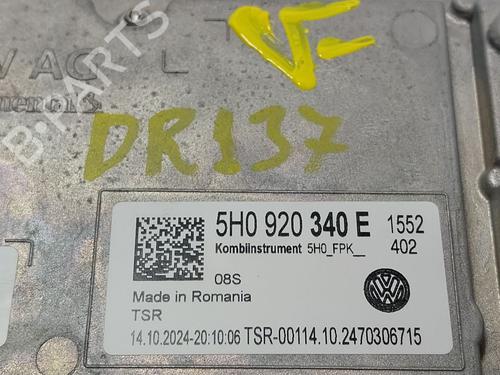 V AC L
DR137
5H0 920 340 E 1552
Kombiinstrument 5H0_FPK__ 402
08S
Made in Romania
TSR
14.10.2024-20:10:06 TSR-00114.10.2470306715
B-PARTS